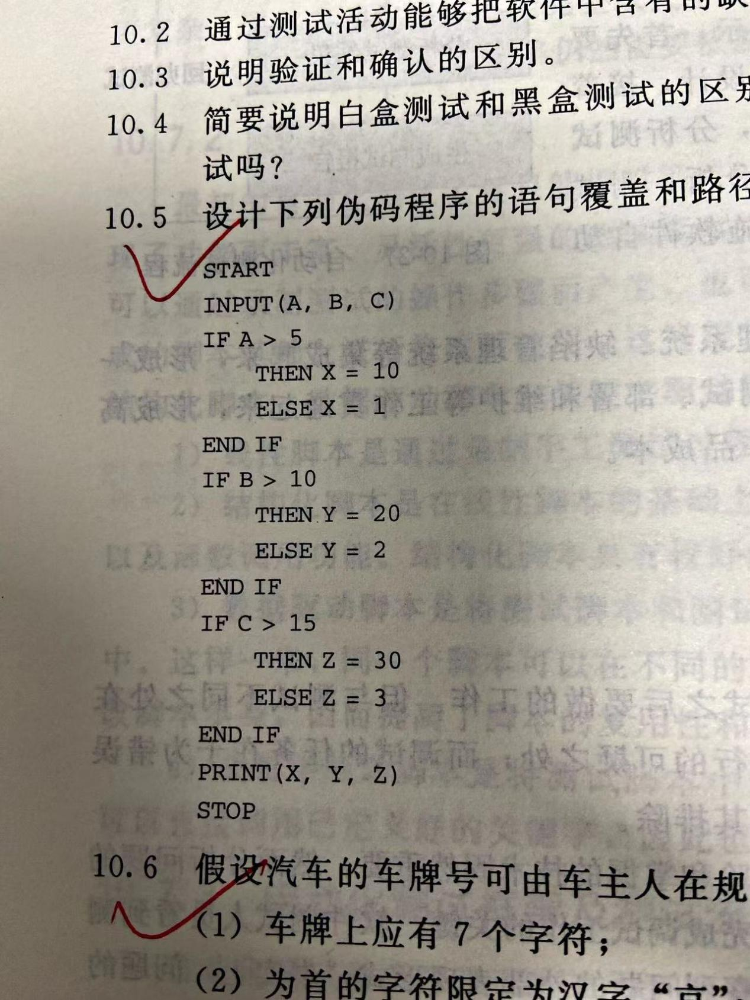 10.2 通过测试活动能够把软件中含有的缺
10.3 说明验证和确认的区别。
10.4 简要说明白盒测试和黑盒测试的区别
试吗?
10.5 设计下列伪码程序的语句覆盖和路径
START
INPUT(A, B, C)
IF A > 5
THEN X = 10
ELSE X = 1
END IF
IF B > 10
THEN Y = 20
ELSE Y = 2
END IF
IF C > 15
THEN Z = 30
ELSE Z = 3
END IF
PRINT(X, Y, Z)
STOP
10.6 假设汽车的车牌号可由车主人在规
(1) 车牌上应有 7 个字符;
(2) 为首的字符限定为汉字“京”